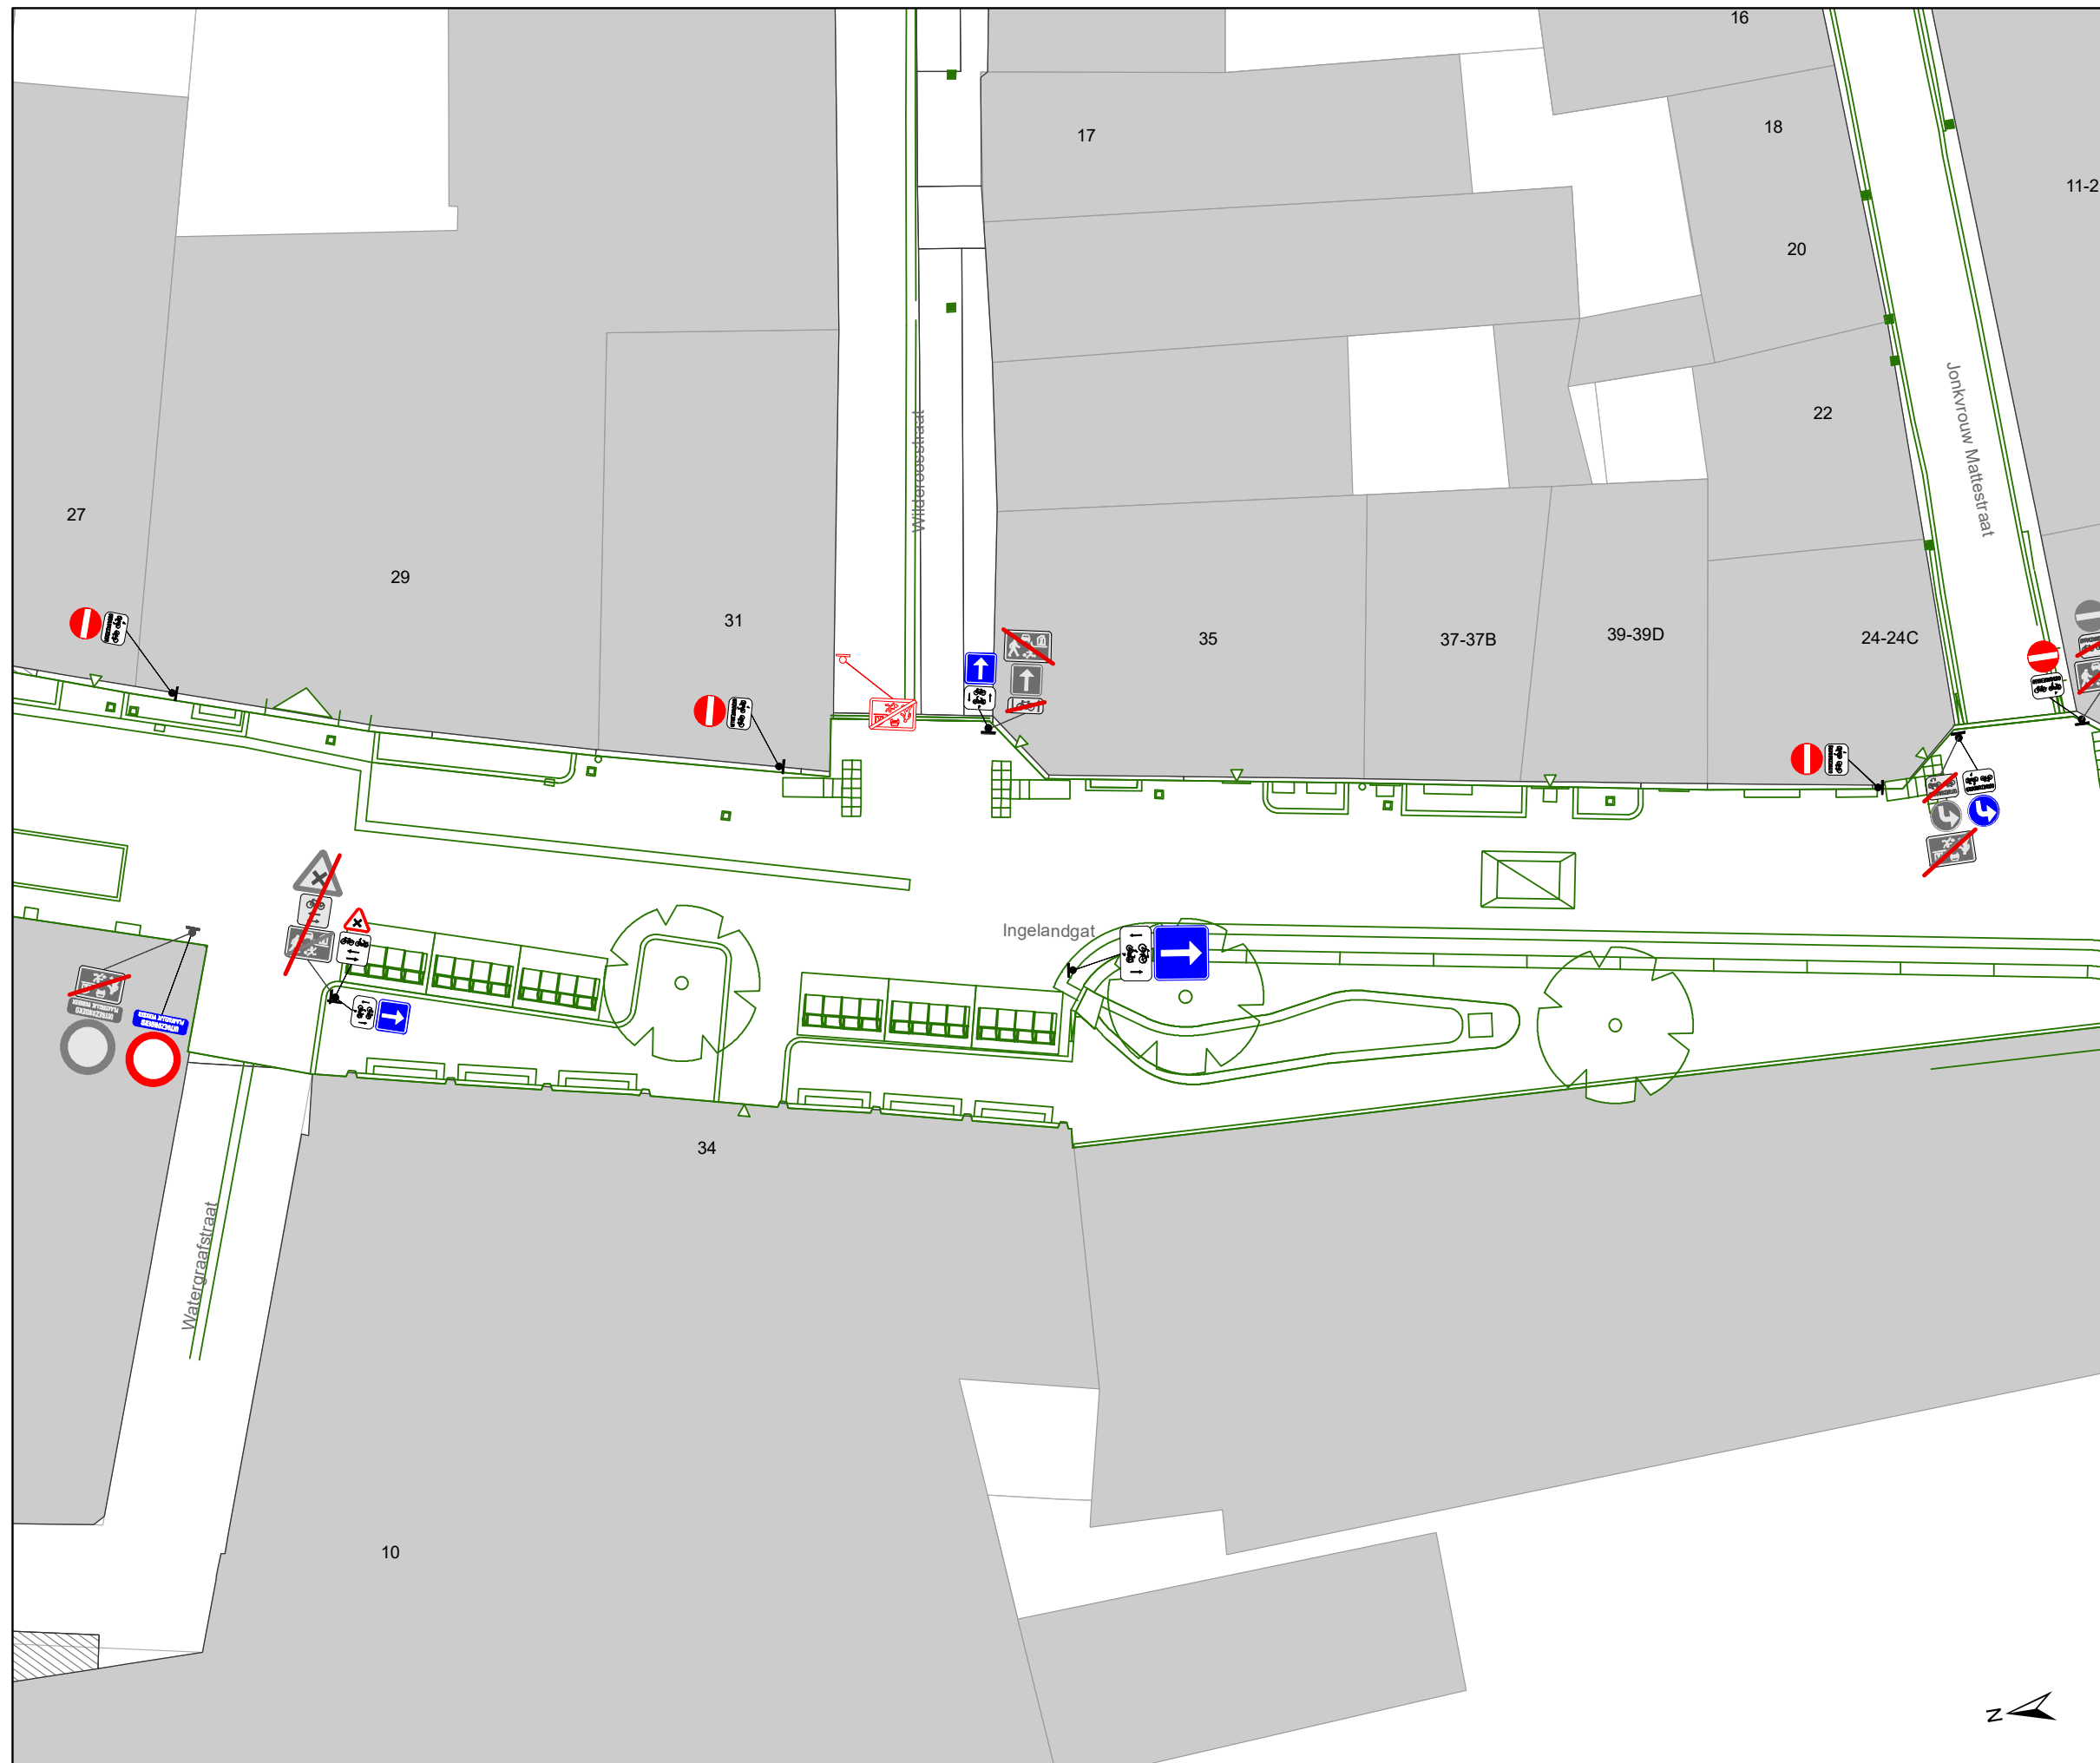 16
17
18
11-2
20
Jonkvrouw Mattestraat
22
Wilderoosstraat
27
29
31
35
37-37B
39-39D
24-24C
Ingelandgat
34
Watergraafstraat
10
N